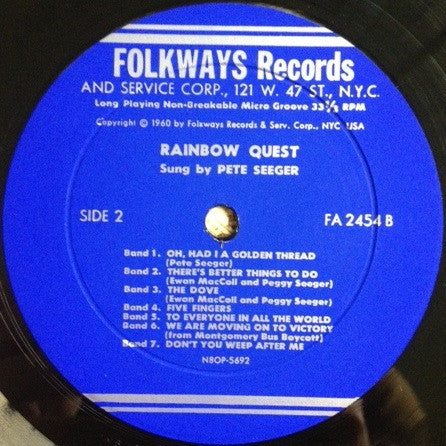 FOLKWAYS Records
AND SERVICE CORP., 121 W. 47 ST., N.Y.C.
Long Playing Non-Breakable Micro Groove 33⅓ RPM
Copyright © 1960 by Folkways Records & Serv. Corp., NYC USA
RAINBOW QUEST
Sung by PETE SEEGER
SIDE 2
FA 2454 B
Band 1. OH, HAD I A GOLDEN THREAD
(Pete Seeger)
Band 2. THERE'S BETTER THINGS TO DO
(Ewan MacColl and Peggy Seeger)
Band 3. THE DOVE
(Ewan MacColl and Peggy Seeger)
Band 4. FIVE FINGERS
Band 5. TO EVERYONE IN ALL THE WORLD
Band 6. WE ARE MOVING ON TO VICTORY
(from Montgomery Bus Boycott)
Band 7. DON'T YOU WEEP AFTER ME
N8OP-5692